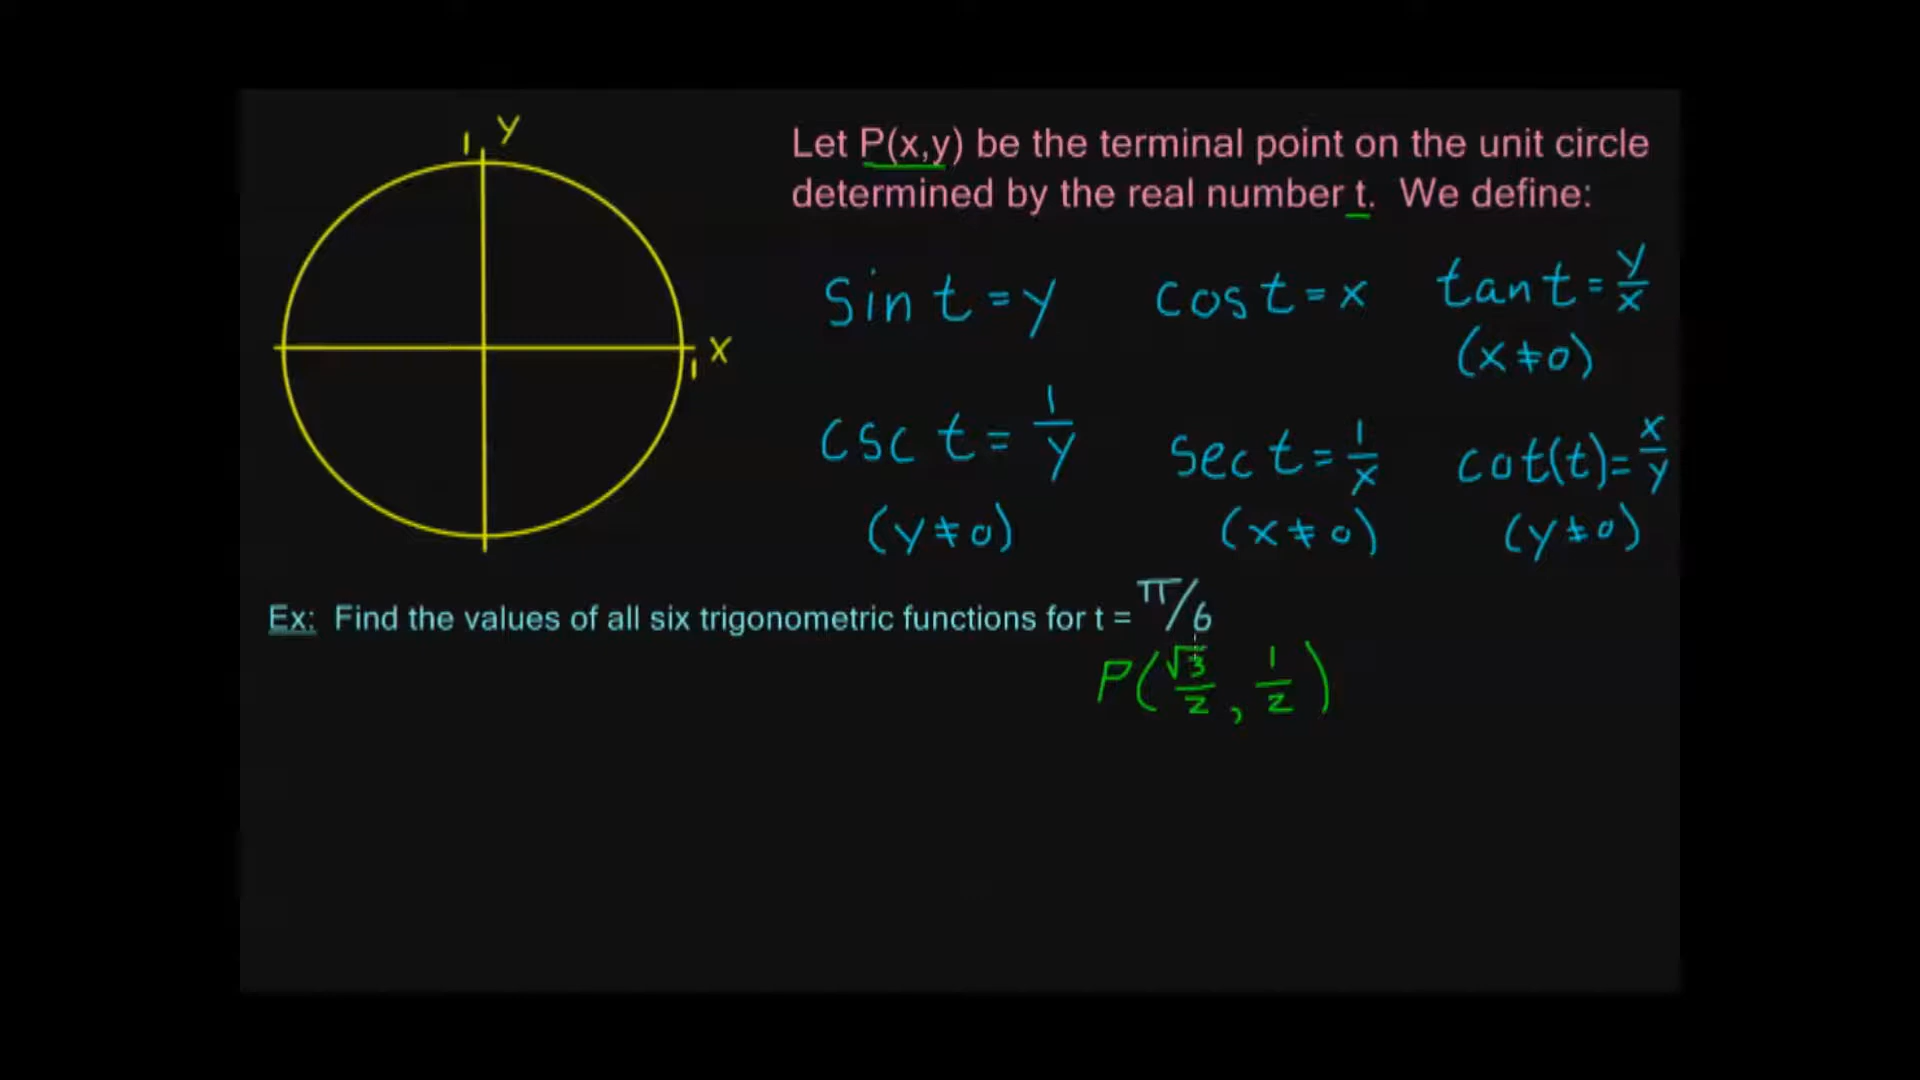 1 y
x
1
Let P(x,y) be the terminal point on the unit circle
determined by the real number t. We define:
Sin t = y cos t = x tan t = y/x
(x ≠ 0)
csc t = 1/y sec t = 1/x cot(t) = x/y
(y ≠ 0) (x ≠ 0) (y ≠ 0)
Ex: Find the values of all six trigonometric functions for t = π/6
P(√3/2, 1/2)